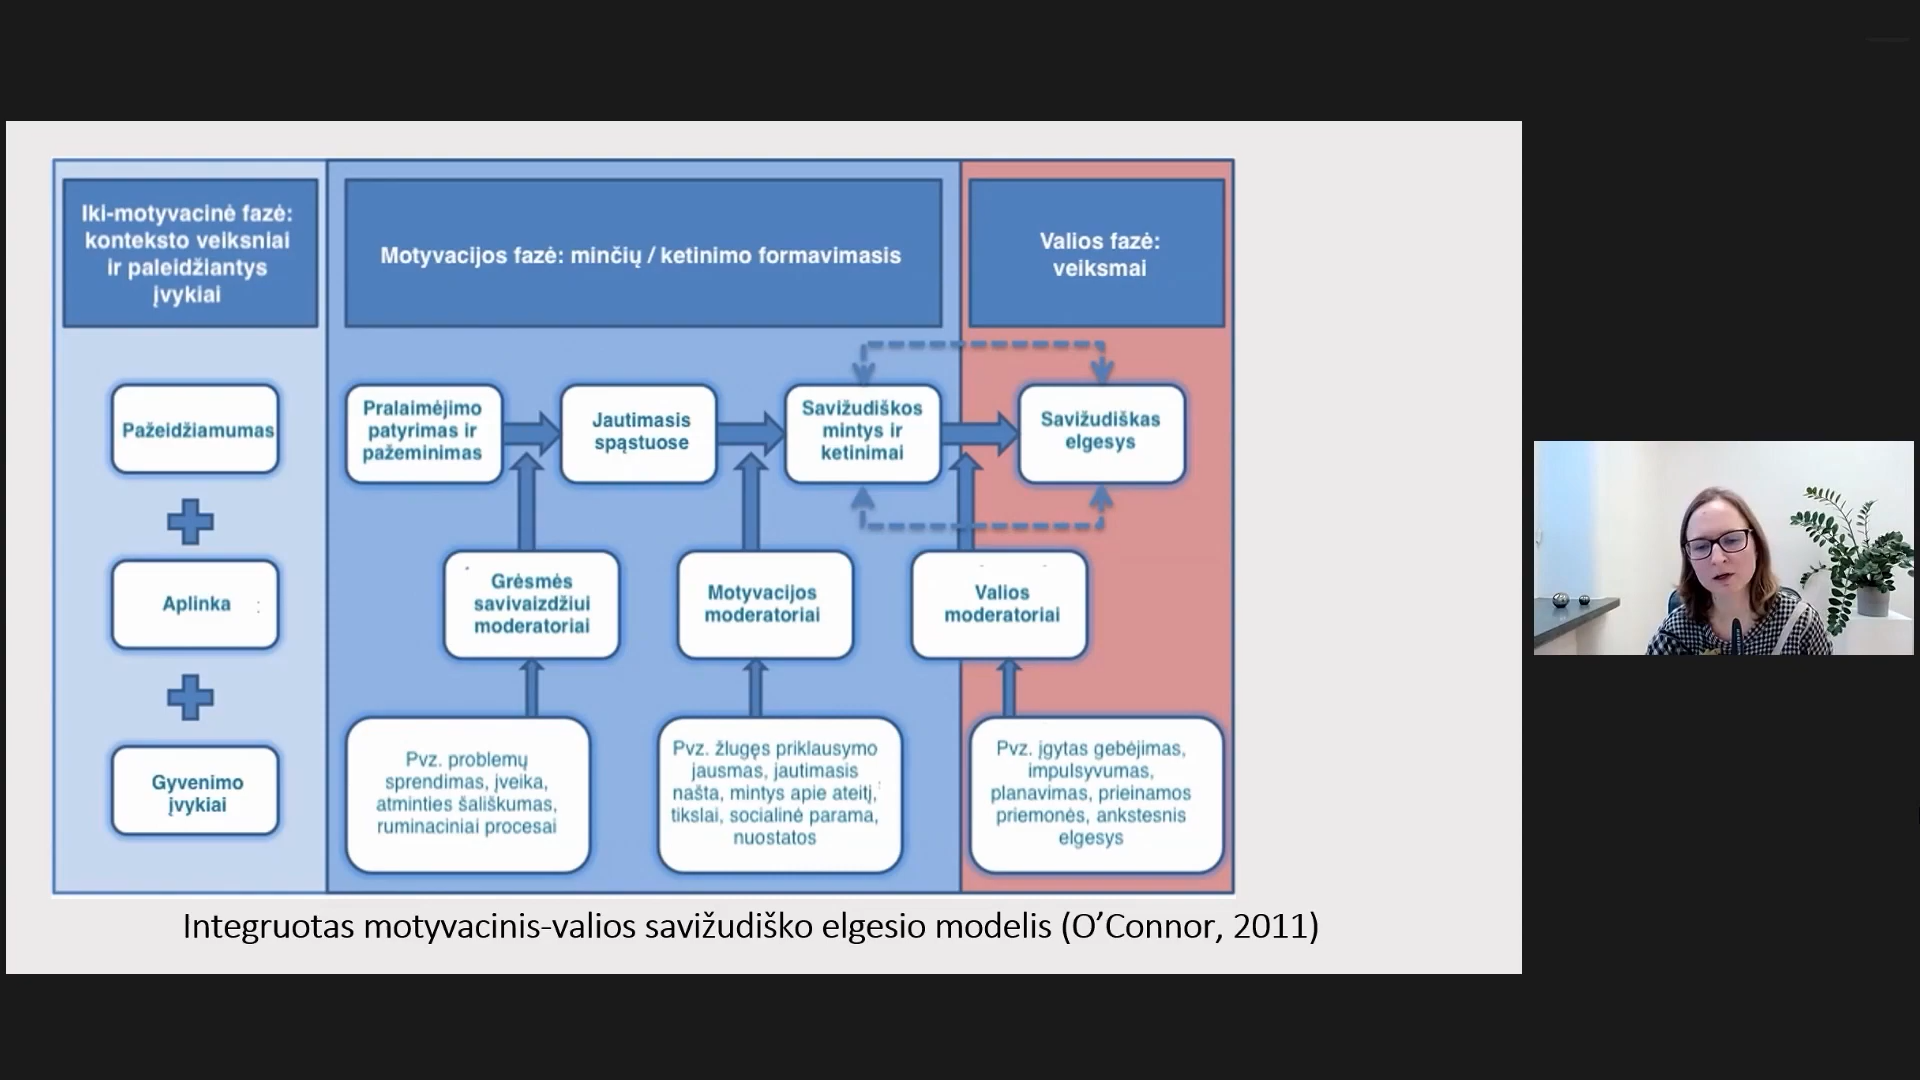 Iki-motyvacinė fazė:
konteksto veiksniai
ir paleidžiantys
įvykiai
Motyvacijos fazė: minčių / ketinimo formavimasis
Valios fazė:
veiksmai
Pažeidžiamumas
Pralaimėjimo
patyrimas ir
pažeminimas
Jautimasis
spąstuose
Savižudiškos
mintys ir
ketinimai
Savižudiškas
elgesys
Aplinka
Grėsmės
savivaizdžiui
moderatoriai
Motyvacijos
moderatoriai
Valios
moderatoriai
Gyvenimo
įvykiai
Pvz. problemų
sprendimas, įveika,
atminties šališkumas,
ruminaciniai procesai
Pvz. žlugęs priklausymo
jausmas, jautimasis
našta, mintys apie ateitį,
tikslai, socialinė parama,
nuostatos
Pvz. įgytas gebėjimas,
impulsyvumas,
planavimas, prieinamos
priemonės, ankstesnis
elgesys
Integruotas motyvacinis-valios savižudiško elgesio modelis (O’Connor, 2011)